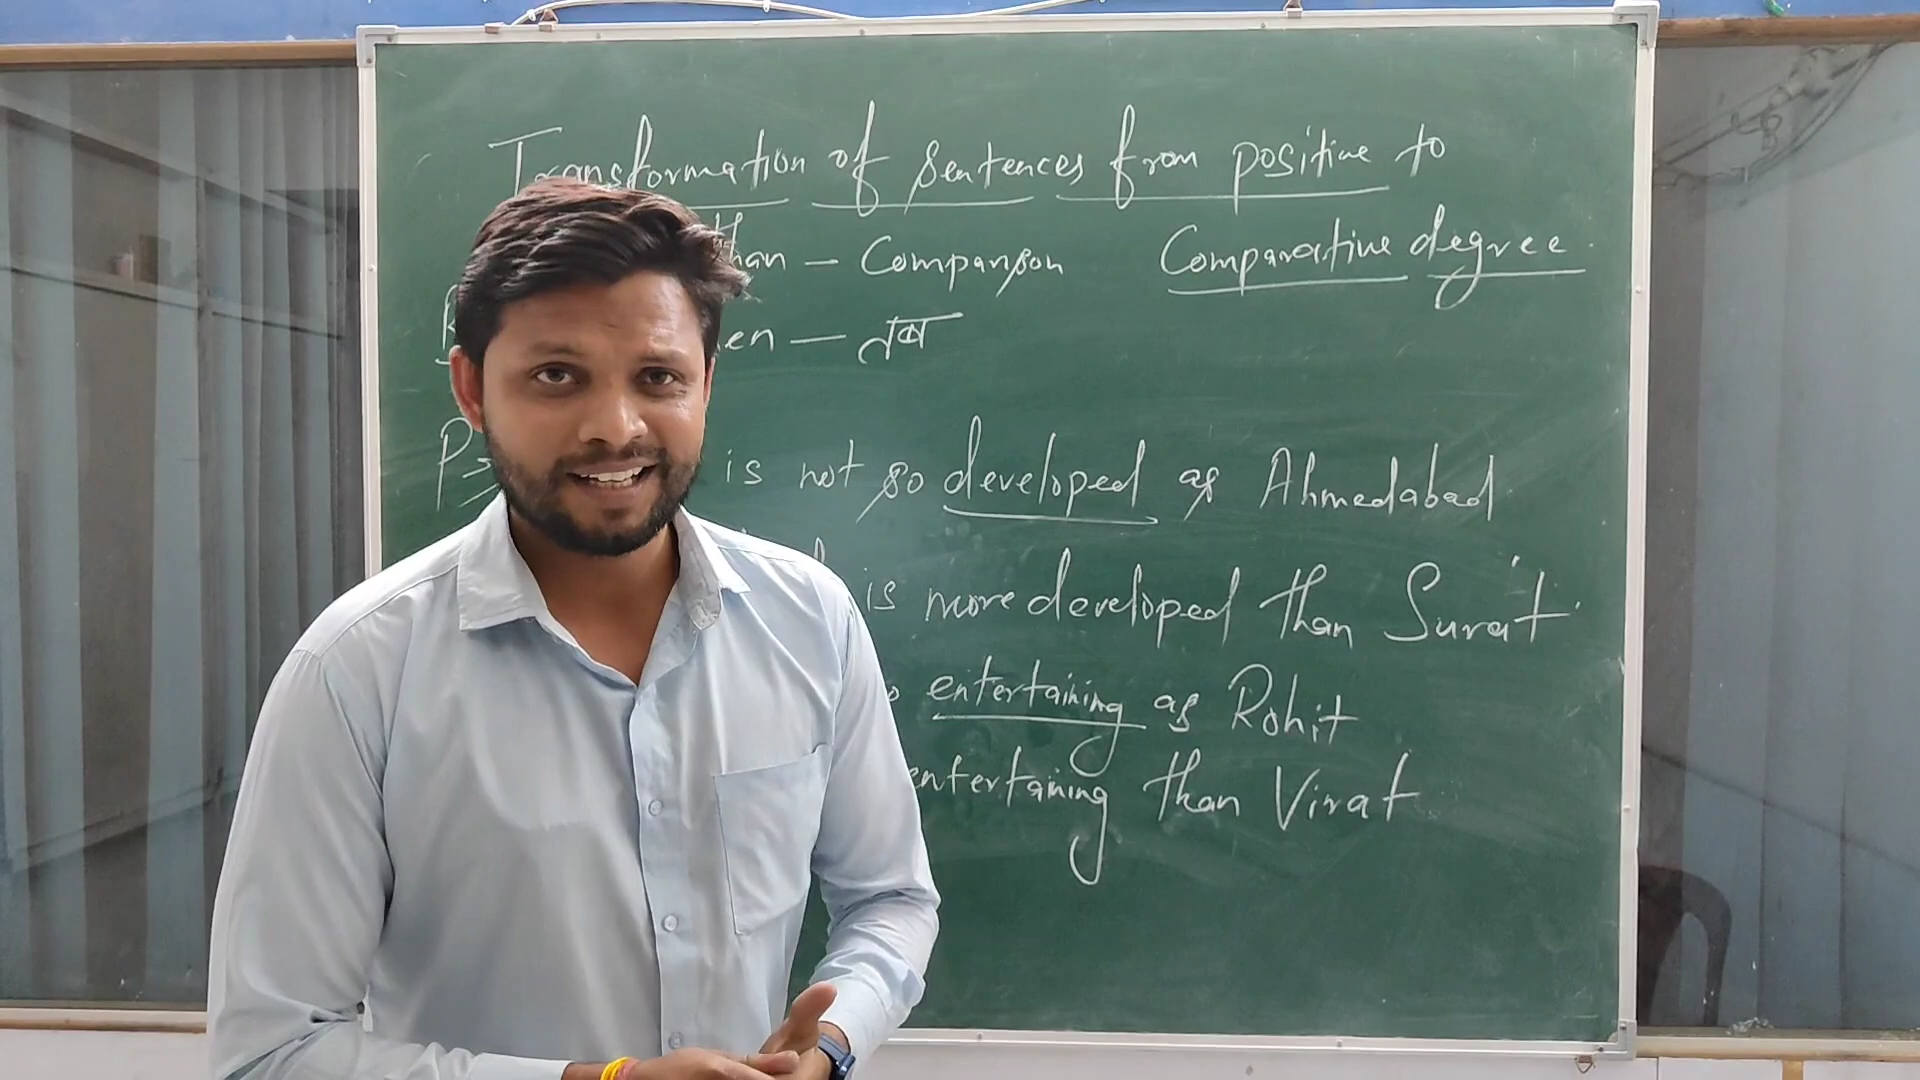 Transformation of sentences from positive to
than – Comparison Comparative degree.
en – तब
P is not so developed as Ahmedabad
is more developed than Surat.
entertaining as Rohit
entertaining than Virat